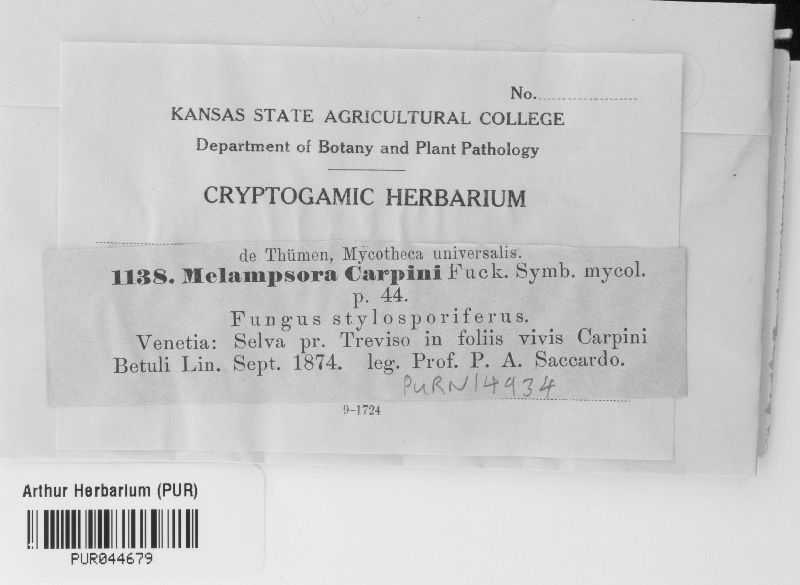 No.
KANSAS STATE AGRICULTURAL COLLEGE
Department of Botany and Plant Pathology
CRYPTOGAMIC HERBARIUM
de Thümen, Mycotheca universalis.
1138. Melampsora Carpini Fuck. Symb. mycol.
p. 44.
Fungus stylosporiferus.
Venetia: Selva pr. Treviso in foliis vivis Carpini
Betuli Lin. Sept. 1874. leg. Prof. P. A. Saccardo.
PURN14934
9–1724
Arthur Herbarium (PUR)
PUR044679